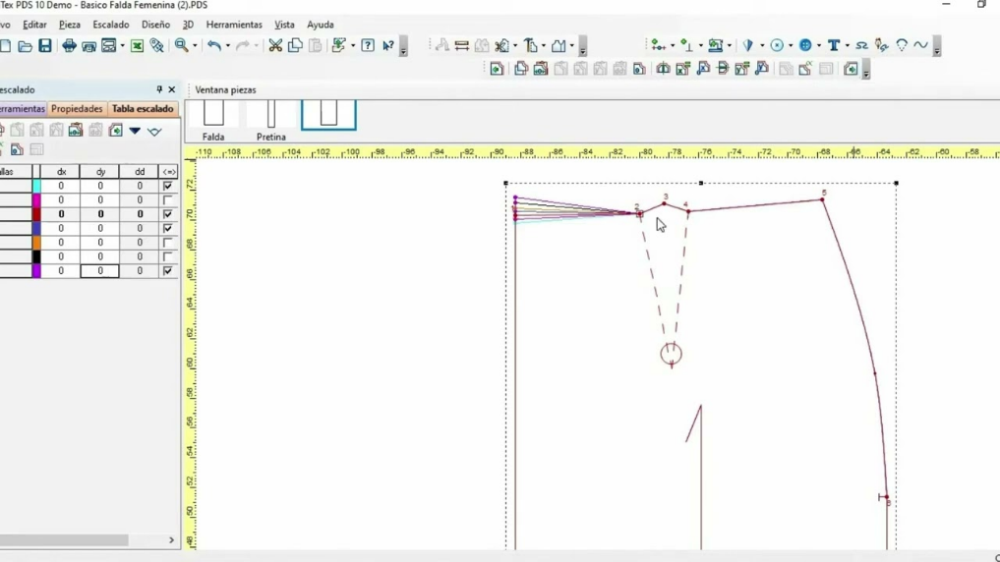 Tex PDS 10 Demo - Basico Falda Femenina (2).PDS
vo Editar Pieza Escalado Diseño 3D Herramientas Vista Ayuda
escalado
Ventana piezas
erramientas Propiedades Tabla escalado
Falda Pretina
-110 -108 -106 -104 -102 -100 -98 -96 -94 -92 -90 -88 -86 -84 -82 -80 -78 -76 -74 -72 -70 -68 -66 -64 -62 -60 -58
allas dx dy dd <=>
0 0 0
0 0 0
0 0 0
0 0 0
0 0 0
0 0 0
0 0 0
72
70
68
66
64
62
60
58
56
54
52
50
48
2 3 4 5